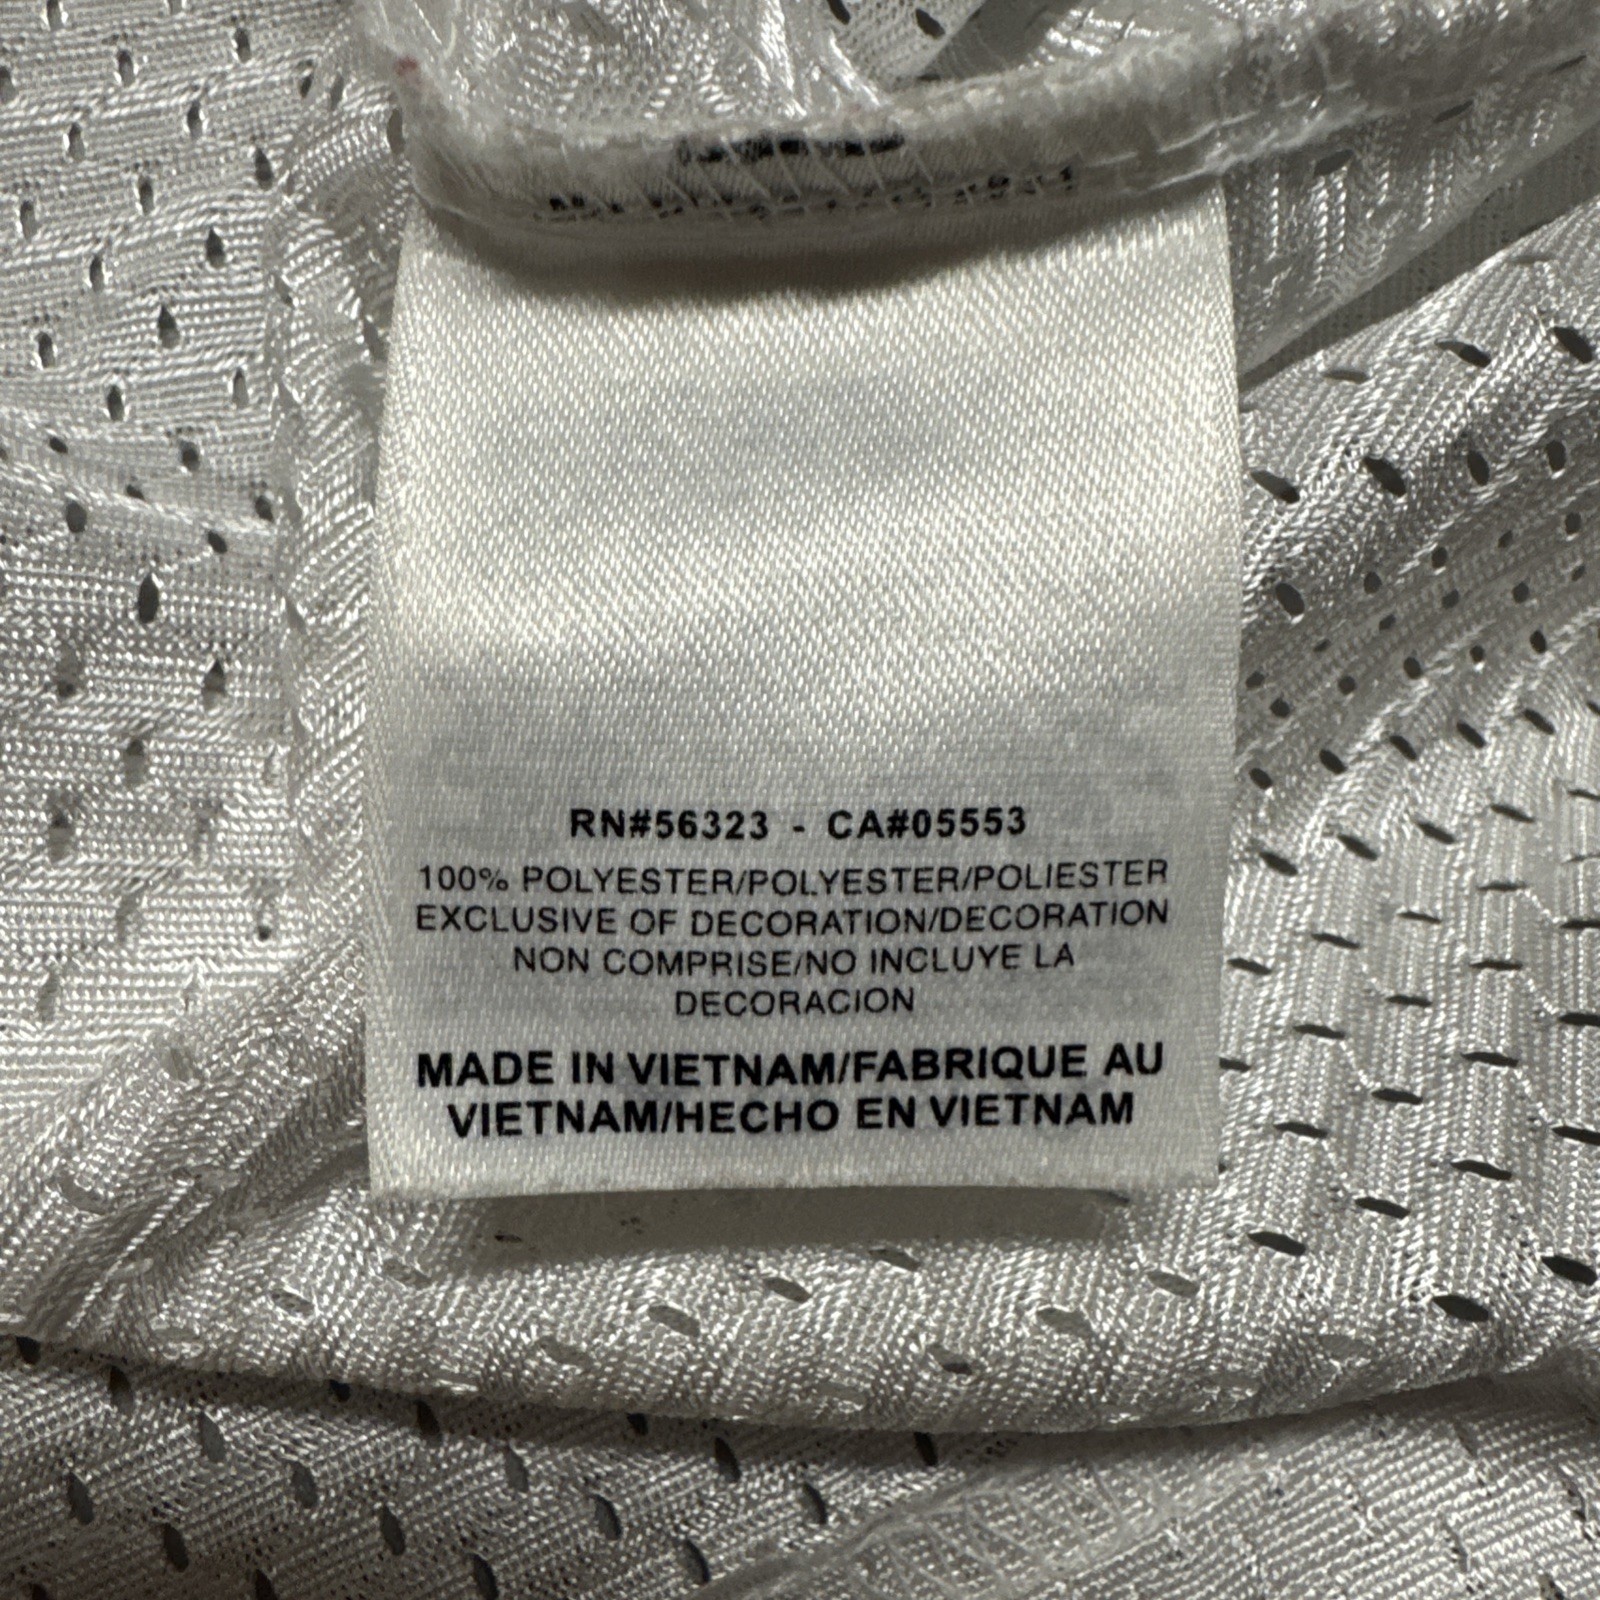 RN#56323 - CA#05553
100% POLYESTER/POLYESTER/POLIESTER
EXCLUSIVE OF DECORATION/DECORATION
NON COMPRISE/NO INCLUYE LA
DECORACION
MADE IN VIETNAM/FABRIQUE AU
VIETNAM/HECHO EN VIETNAM